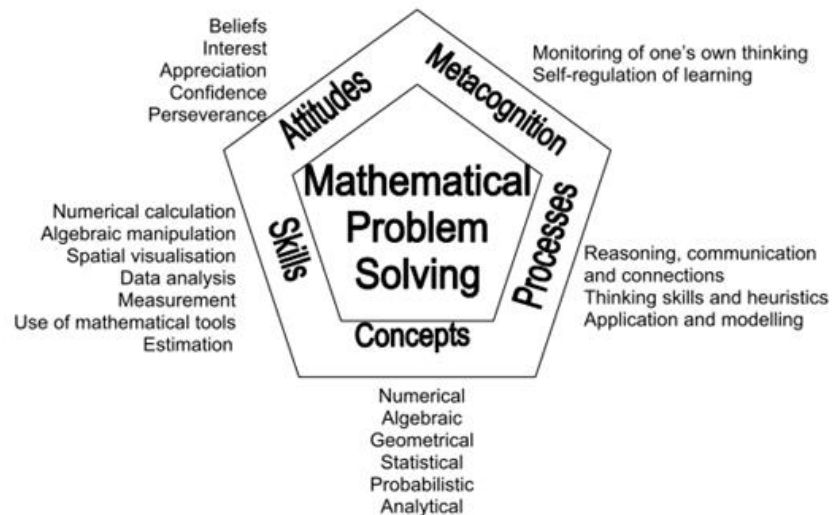 Beliefs
Interest
Appreciation
Confidence
Perseverance
Attitudes
Metacognition
Monitoring of one's own thinking
Self-regulation of learning
Mathematical
Problem
Solving
Numerical calculation
Algebraic manipulation
Spatial visualisation
Data analysis
Measurement
Use of mathematical tools
Estimation
Skills
Processes
Reasoning, communication
and connections
Thinking skills and heuristics
Application and modelling
Concepts
Numerical
Algebraic
Geometrical
Statistical
Probabilistic
Analytical